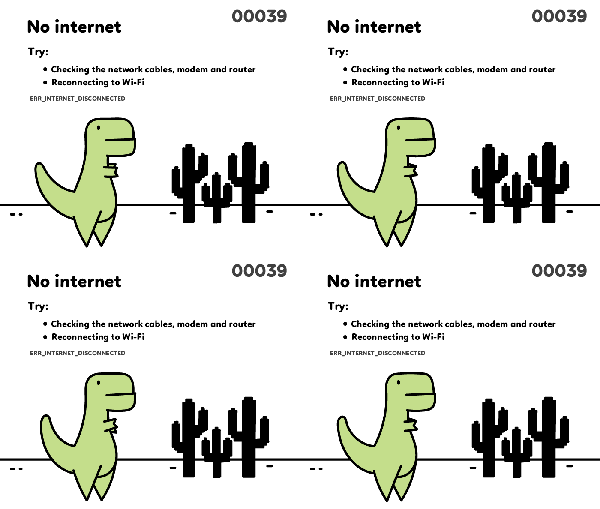 00039
No internet
Try:
• Checking the network cables, modem and router
• Reconnecting to Wi-Fi
ERR_INTERNET_DISCONNECTED
00039
No internet
Try:
• Checking the network cables, modem and router
• Reconnecting to Wi-Fi
ERR_INTERNET_DISCONNECTED
00039
No internet
Try:
• Checking the network cables, modem and router
• Reconnecting to Wi-Fi
ERR_INTERNET_DISCONNECTED
00039
No internet
Try:
• Checking the network cables, modem and router
• Reconnecting to Wi-Fi
ERR_INTERNET_DISCONNECTED